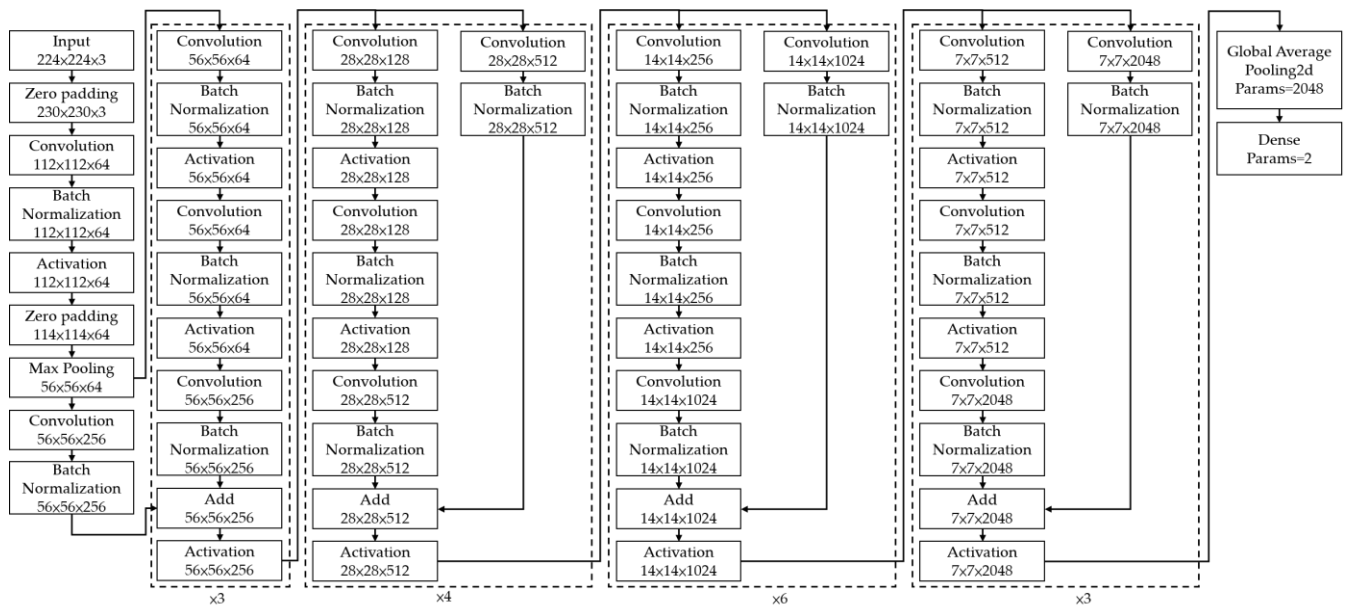 Input
224x224x3
Zero padding
230x230x3
Convolution
112x112x64
Batch
Normalization
112x112x64
Activation
112x112x64
Zero padding
114x114x64
Max Pooling
56x56x64
Convolution
56x56x256
Batch
Normalization
56x56x256
Convolution
56x56x64
Batch
Normalization
56x56x64
Activation
56x56x64
Convolution
56x56x64
Batch
Normalization
56x56x64
Activation
56x56x64
Convolution
56x56x256
Batch
Normalization
56x56x256
Add
56x56x256
Activation
56x56x256
x3
Convolution
28x28x128
Batch
Normalization
28x28x128
Activation
28x28x128
Convolution
28x28x128
Batch
Normalization
28x28x128
Activation
28x28x128
Convolution
28x28x512
Batch
Normalization
28x28x512
Add
28x28x512
Activation
28x28x512
Convolution
28x28x512
Batch
Normalization
28x28x512
x4
Convolution
14x14x256
Batch
Normalization
14x14x256
Activation
14x14x256
Convolution
14x14x256
Batch
Normalization
14x14x256
Activation
14x14x256
Convolution
14x14x1024
Batch
Normalization
14x14x1024
Add
14x14x1024
Activation
14x14x1024
Convolution
14x14x1024
Batch
Normalization
14x14x1024
x6
Convolution
7x7x512
Batch
Normalization
7x7x512
Activation
7x7x512
Convolution
7x7x512
Batch
Normalization
7x7x512
Activation
7x7x512
Convolution
7x7x2048
Batch
Normalization
7x7x2048
Add
7x7x2048
Activation
7x7x2048
Convolution
7x7x2048
Batch
Normalization
7x7x2048
x3
Global Average
Pooling2d
Params=2048
Dense
Params=2